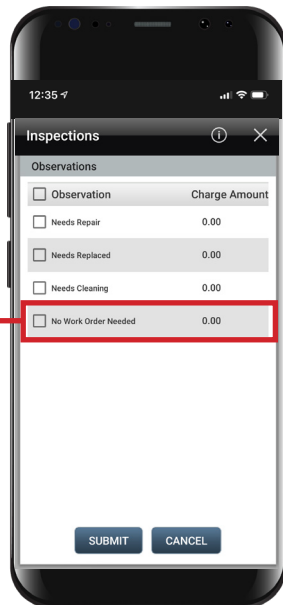 12:35
Inspections
Observations
Observation Charge Amount
Needs Repair 0.00
Needs Replaced 0.00
Needs Cleaning 0.00
No Work Order Needed 0.00
SUBMIT CANCEL